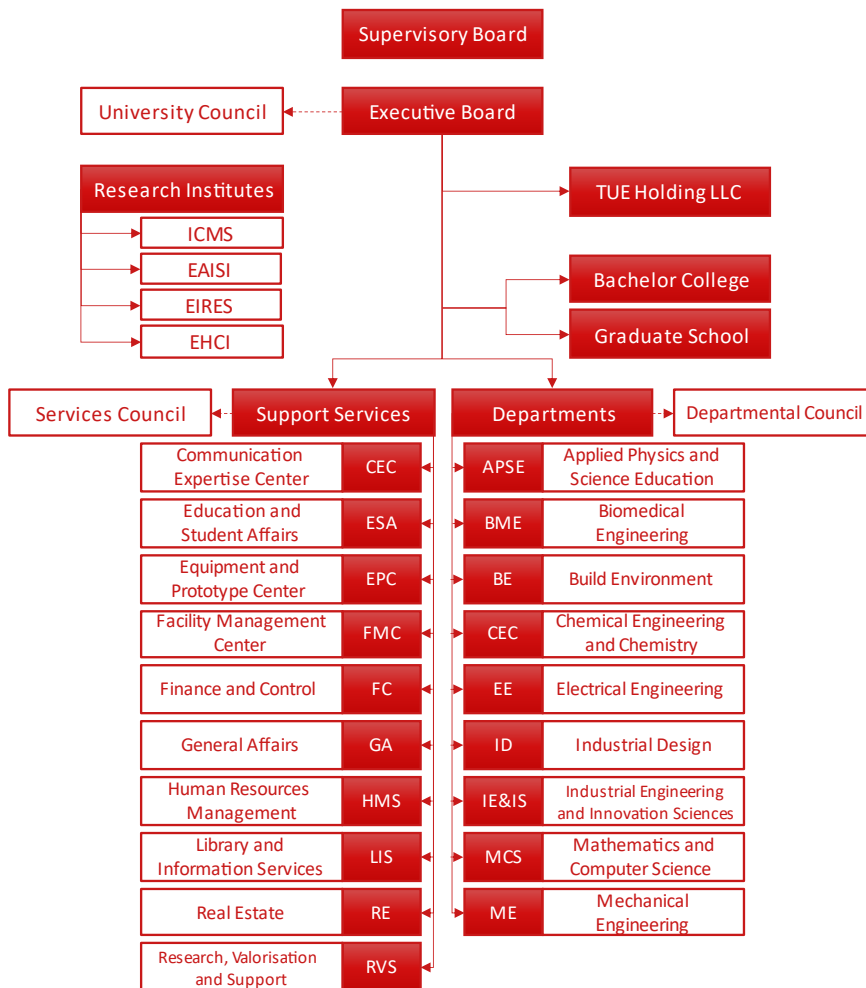 Supervisory Board
University Council
Executive Board
Research Institutes
TUE Holding LLC
ICMS
EAISI
EIRES
EHCI
Bachelor College
Graduate School
Services Council
Support Services
Departments
Departmental Council
Communication
Expertise Center
CEC
APSE
Applied Physics and
Science Education
Education and
Student Affairs
ESA
BME
Biomedical
Engineering
Equipment and
Prototype Center
EPC
BE
Build Environment
Facility Management
Center
FMC
CEC
Chemical Engineering
and Chemistry
Finance and Control
FC
EE
Electrical Engineering
General Affairs
GA
ID
Industrial Design
Human Resources
Management
HMS
IE&IS
Industrial Engineering
and Innovation Sciences
Library and
Information Services
LIS
MCS
Mathematics and
Computer Science
Real Estate
RE
ME
Mechanical
Engineering
Research, Valorisation
and Support
RVS